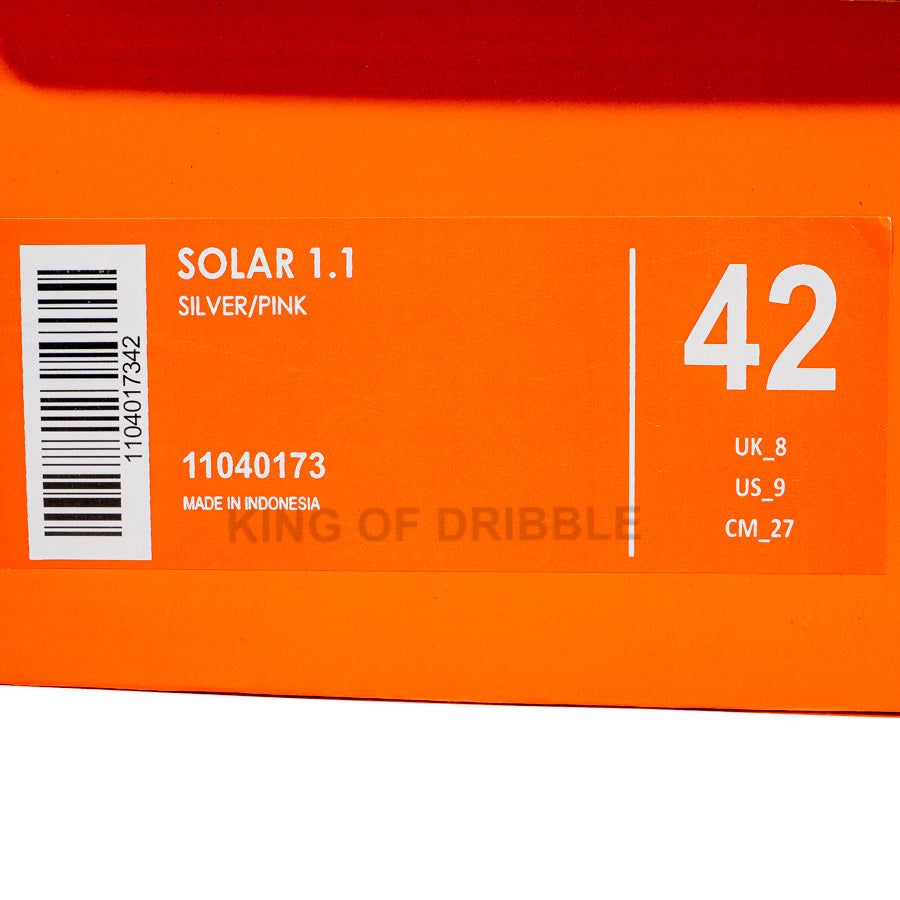 SOLAR 1.1
SILVER/PINK
1104017342
11040173
MADE IN INDONESIA
KING OF DRIBBLE
42
UK_8
US_9
CM_27